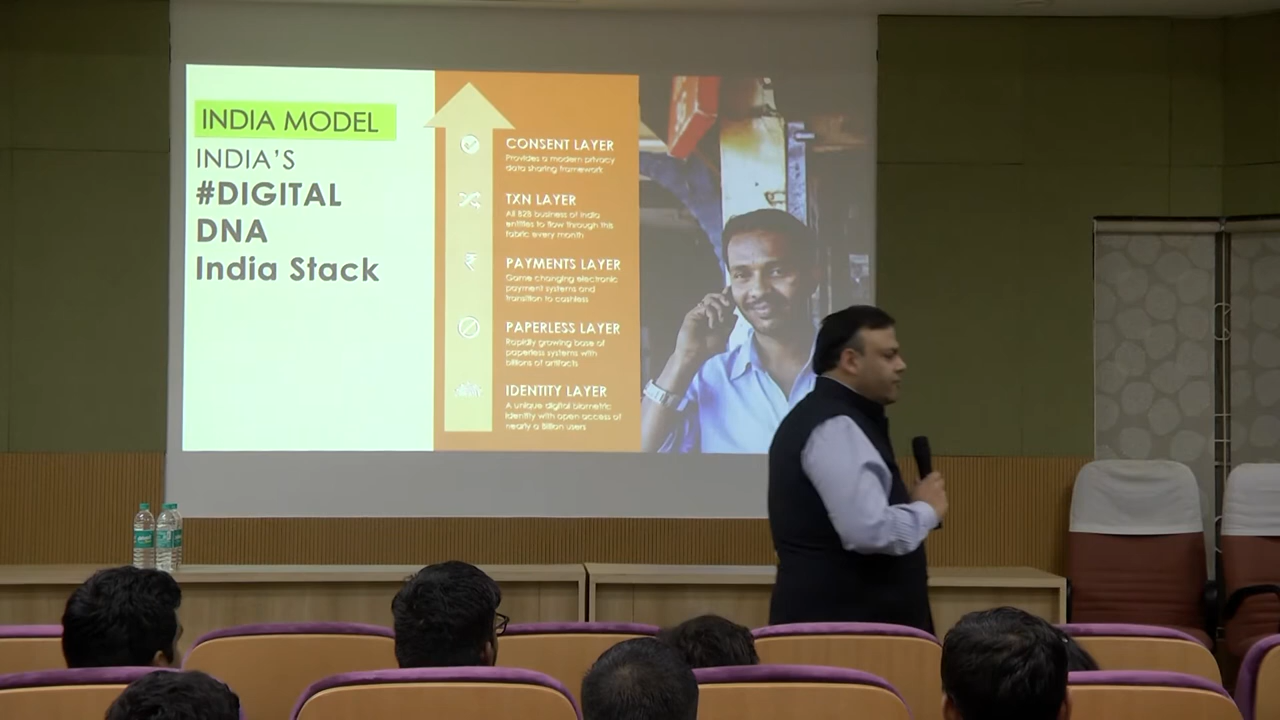 INDIA MODEL
INDIA'S
#DIGITAL
DNA
India Stack
CONSENT LAYER
Provides a modern privacy
data sharing framework
TXN LAYER
All B2B business of India
entities to flow through this
fabric every month
PAYMENTS LAYER
Game changing electronic
payment systems and
transition to cashless
PAPERLESS LAYER
Rapidly growing base of
paperless systems with
billions of artifacts
IDENTITY LAYER
A unique digital biometric
identity with open access of
nearly a Billion users